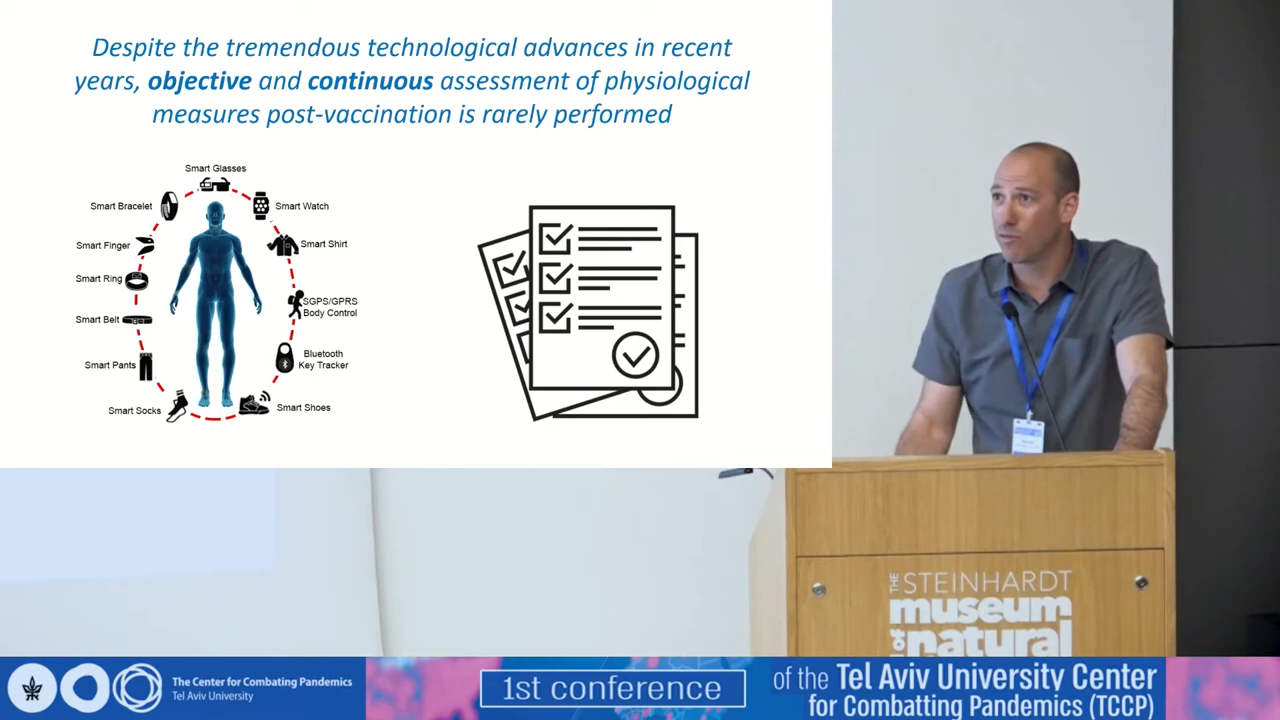 Despite the tremendous technological advances in recent
years, objective and continuous assessment of physiological
measures post-vaccination is rarely performed
Smart Glasses
Smart Bracelet
Smart Watch
Smart Finger
Smart Shirt
Smart Ring
SGPS/GPRS
Body Control
Smart Belt
Bluetooth
Key Tracker
Smart Pants
Smart Socks
Smart Shoes
THE STEINHARDT
museum
of natural
The Center for Combating Pandemics
Tel Aviv University
1st conference
of the Tel Aviv University Center
for Combatting Pandemics (TCCP)